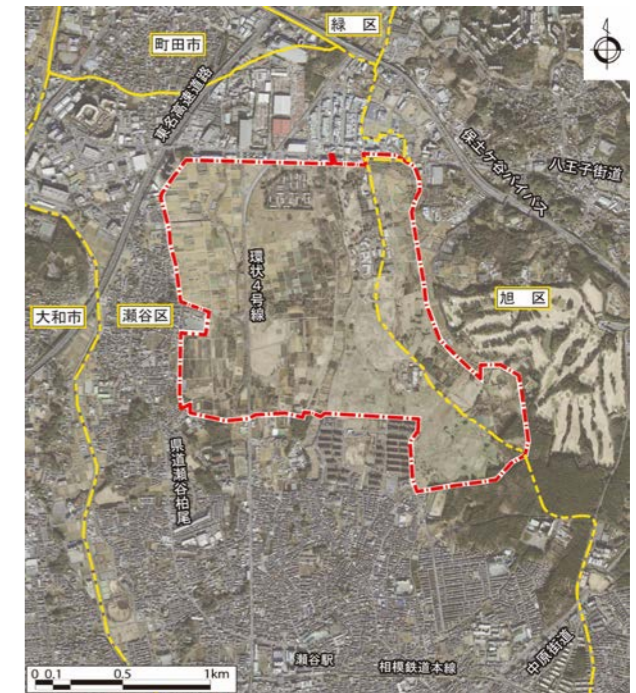 緑 区
町田市
東名高速道路
保土ケ谷バイパス
八王子街道
環状4号線
旭 区
大和市
瀬谷区
県道瀬谷柏尾
瀬谷駅
相模鉄道本線
中原街道
0 0.1 0.5 1km